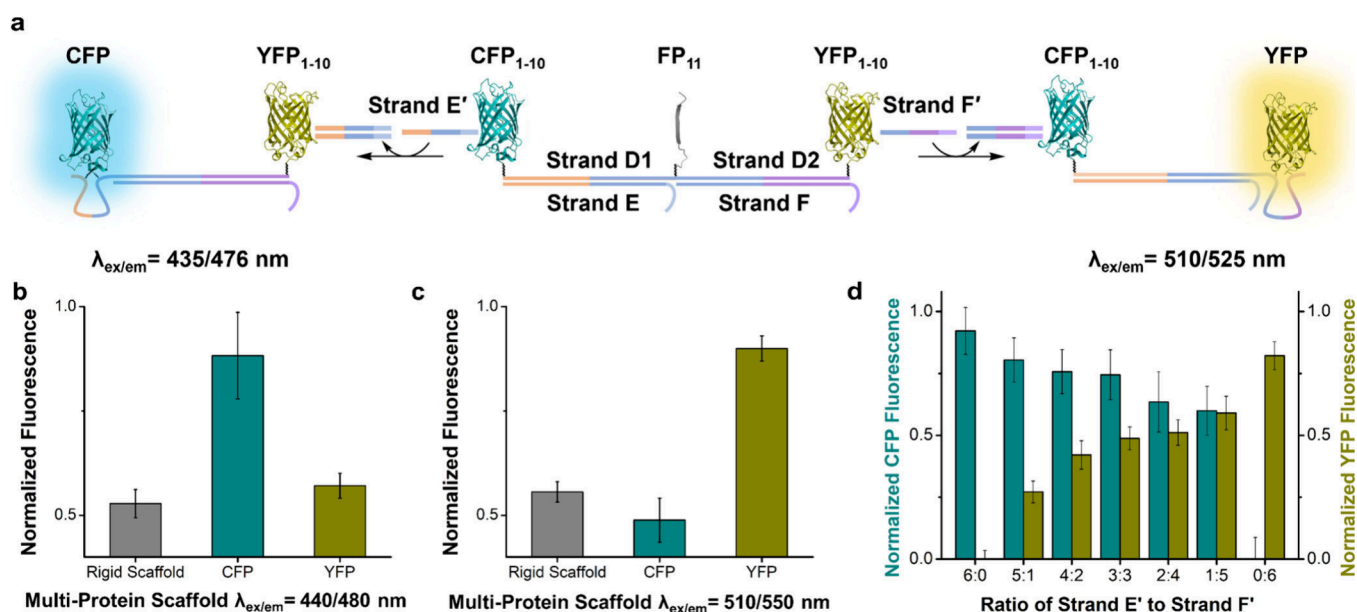 a
CFP
YFP1-10
CFP1-10
FP11
YFP1-10
CFP1-10
YFP
Strand E′
Strand F′
Strand D1
Strand D2
Strand E
Strand F
λex/em= 435/476 nm
λex/em= 510/525 nm
b
Normalized Fluorescence
1.0
0.5
Rigid Scaffold
CFP
YFP
Multi-Protein Scaffold λex/em= 440/480 nm
c
Normalized Fluorescence
1.0
0.5
Rigid Scaffold
CFP
YFP
Multi-Protein Scaffold λex/em= 510/550 nm
d
Normalized CFP Fluorescence
1.0
0.5
0.0
1.0
0.5
0.0
Normalized YFP Fluorescence
6:0
5:1
4:2
3:3
2:4
1:5
0:6
Ratio of Strand E' to Strand F'